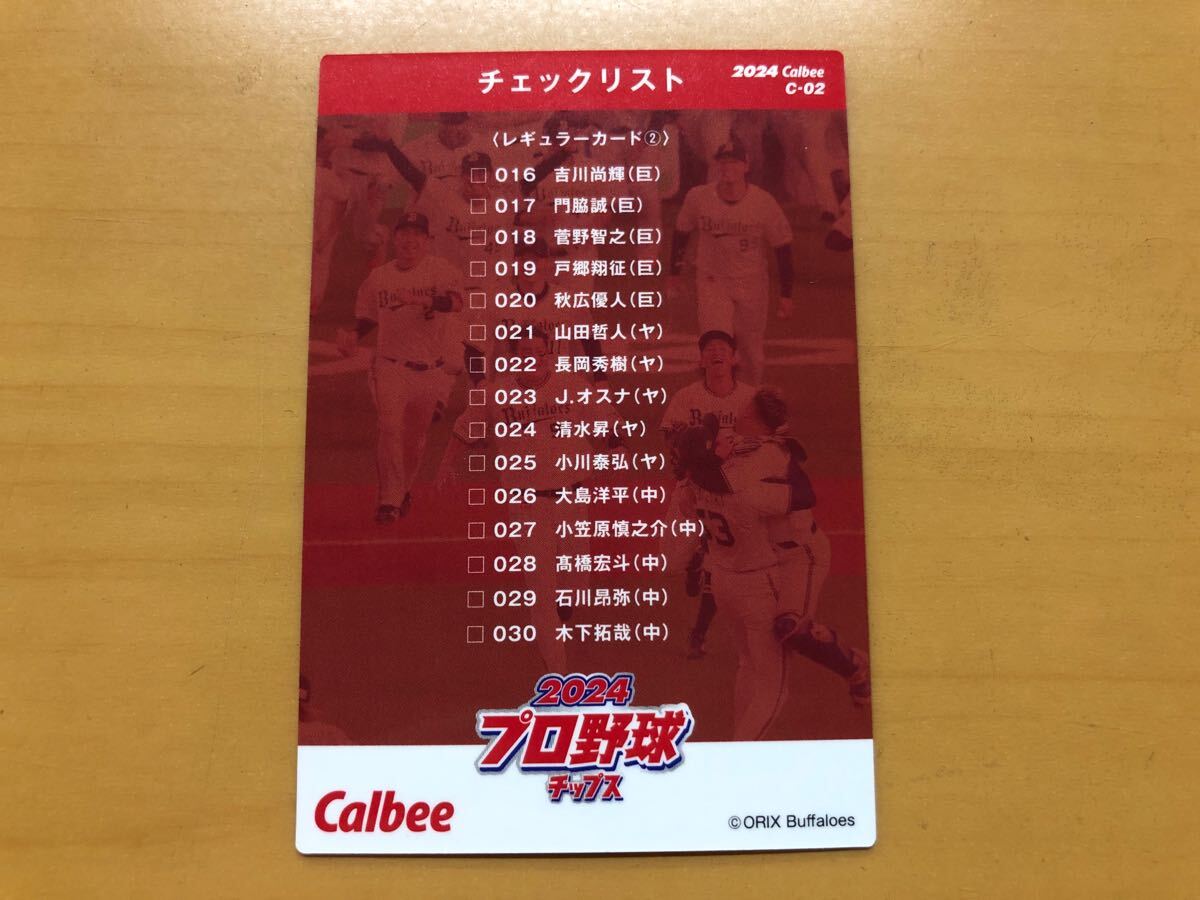 チェックリスト
2024 Calbee
C-02
〈レギュラーカード②〉
□ 016 吉川尚輝(巨)
□ 017 門脇誠(巨)
□ 018 菅野智之(巨)
□ 019 戸郷翔征(巨)
□ 020 秋広優人(巨)
□ 021 山田哲人(ヤ)
□ 022 長岡秀樹(ヤ)
□ 023 J.オスナ(ヤ)
□ 024 清水昇(ヤ)
□ 025 小川泰弘(ヤ)
□ 026 大島洋平(中)
□ 027 小笠原慎之介(中)
□ 028 髙橋宏斗(中)
□ 029 石川昂弥(中)
□ 030 木下拓哉(中)
2024
プロ野球
チップス
Calbee
©ORIX Buffaloes